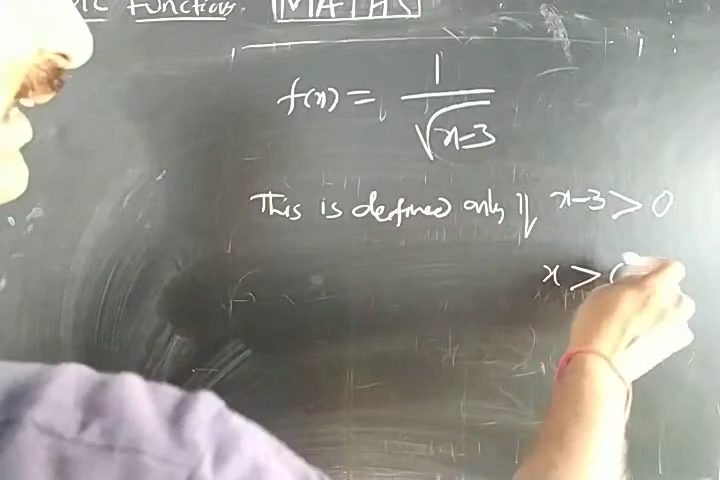 Functions. MATHS
f(x) = 1/√(x-3)
This is defined only if x-3 > 0
x >